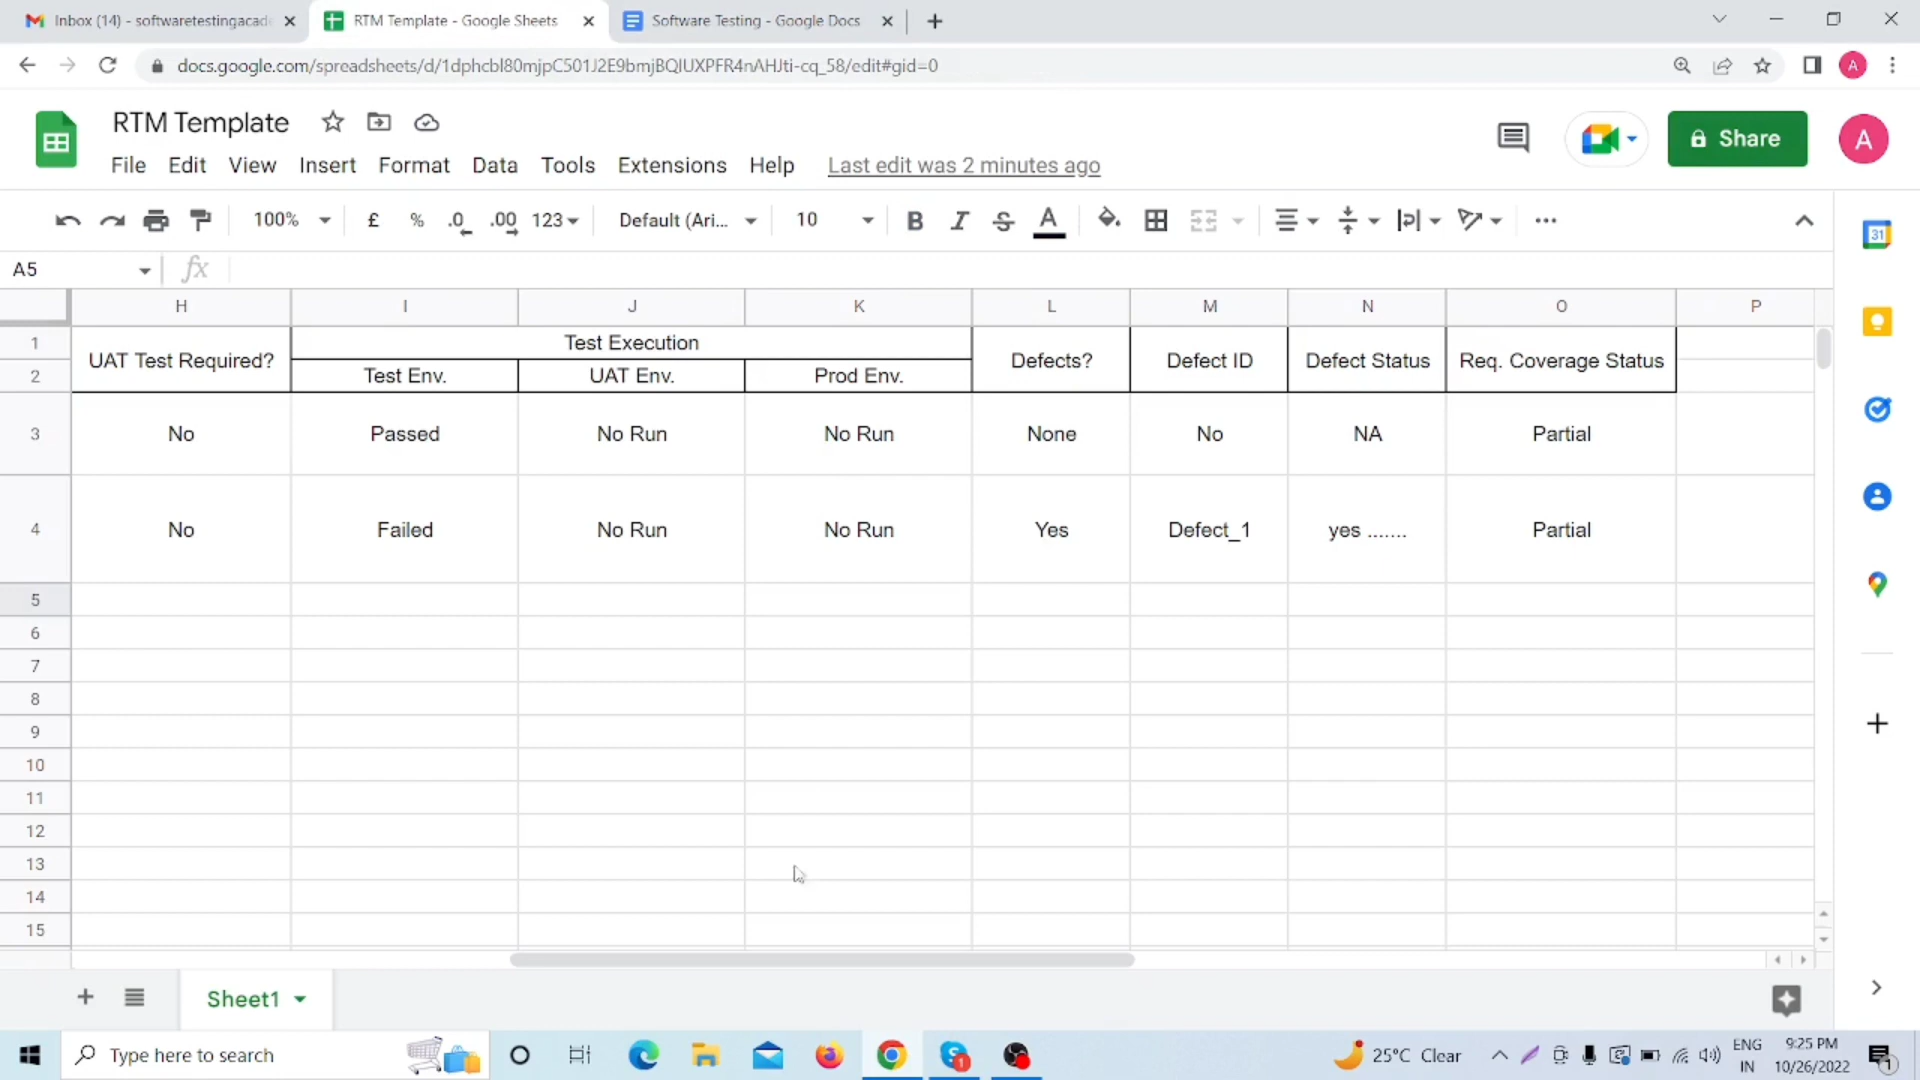 Inbox (14) - softwaretestingacade
RTM Template - Google Sheets
Software Testing - Google Docs
docs.google.com/spreadsheets/d/1dphcbl80mjpC501J2E9bmjBQIUXPFR4nAHJti-cq_58/edit#gid=0
A
RTM Template
Share
A
File Edit View Insert Format Data Tools Extensions Help Last edit was 2 minutes ago
100% £ % .0 .00 123 Default (Ari... 10 B I S A
31
A5 fx
H I J K L M N O P
1 UAT Test Required? Test Execution Defects? Defect ID Defect Status Req. Coverage Status
2 Test Env. UAT Env. Prod Env.
3 No Passed No Run No Run None No NA Partial
4 No Failed No Run No Run Yes Defect_1 yes ....... Partial
5
6
7
8
9
10
11
12
13
14
15
Sheet1
Type here to search
1
25°C Clear
ENG
IN
9:25 PM
10/26/2022
1